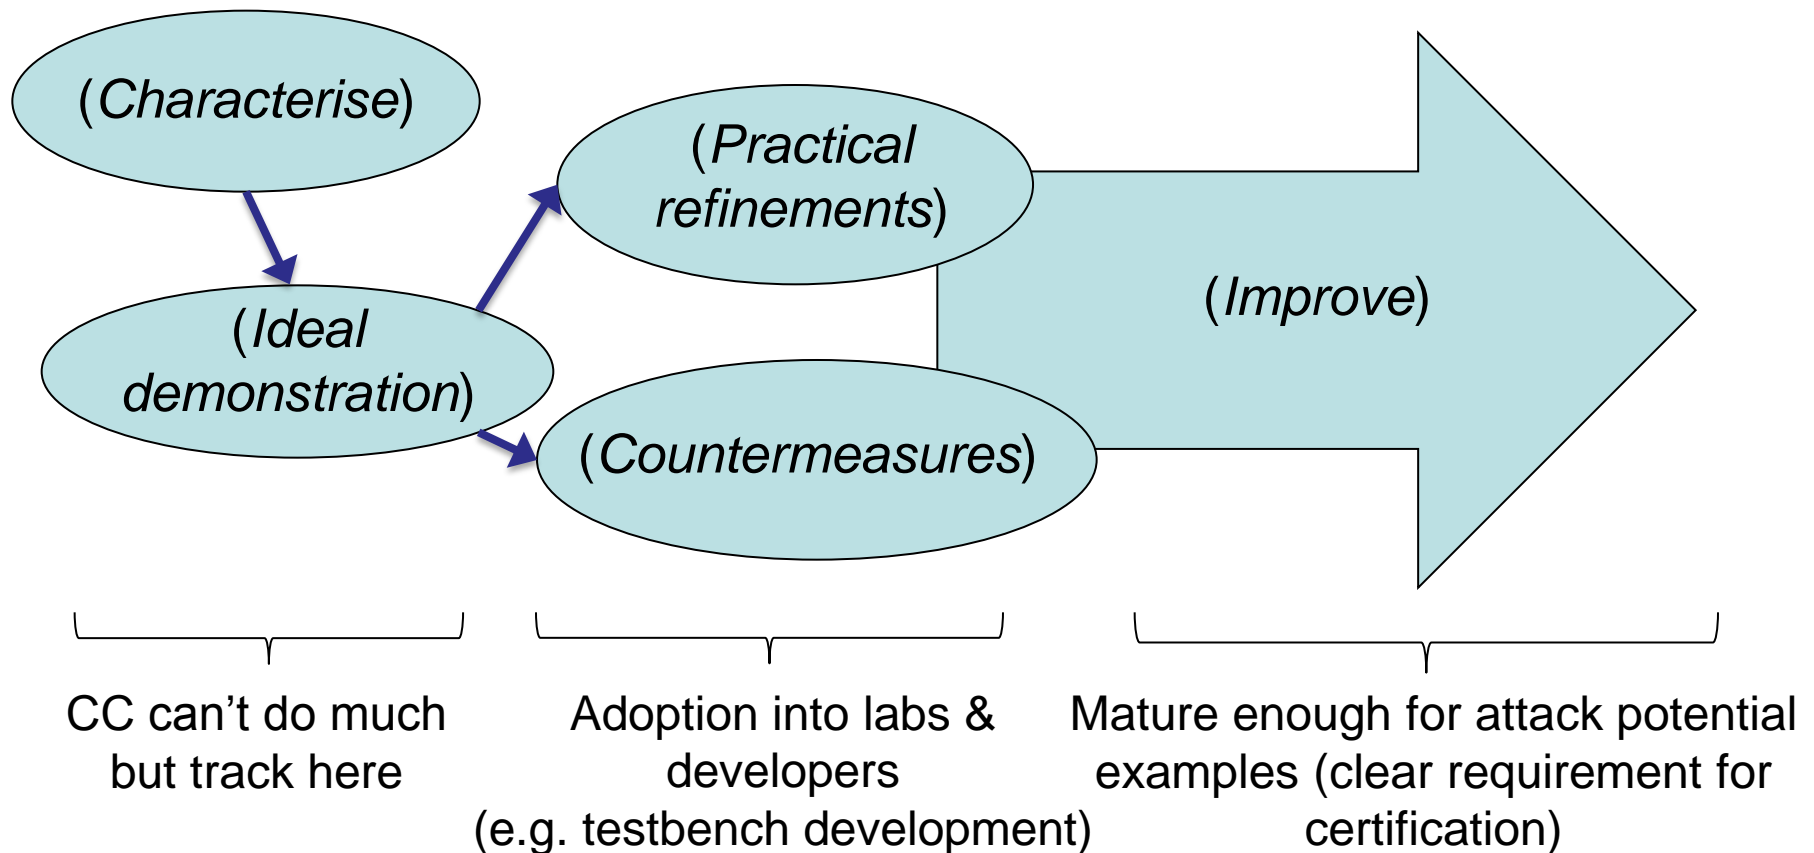 (Characterise)
(Ideal
demonstration)
(Practical
refinements)
(Countermeasures)
(Improve)
CC can’t do much
but track here
Adoption into labs &
developers
(e.g. testbench development)
Mature enough for attack potential
examples (clear requirement for
certification)